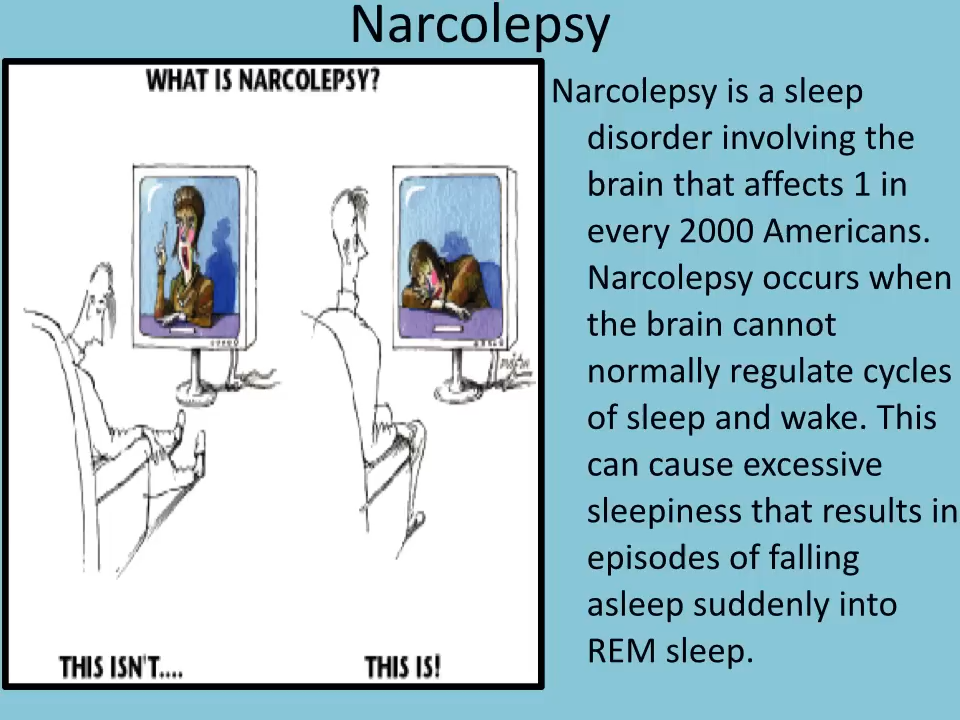 Narcolepsy
WHAT IS NARCOLEPSY?
THIS ISN'T....
THIS IS!
Narcolepsy is a sleep
disorder involving the
brain that affects 1 in
every 2000 Americans.
Narcolepsy occurs when
the brain cannot
normally regulate cycles
of sleep and wake. This
can cause excessive
sleepiness that results in
episodes of falling
asleep suddenly into
REM sleep.